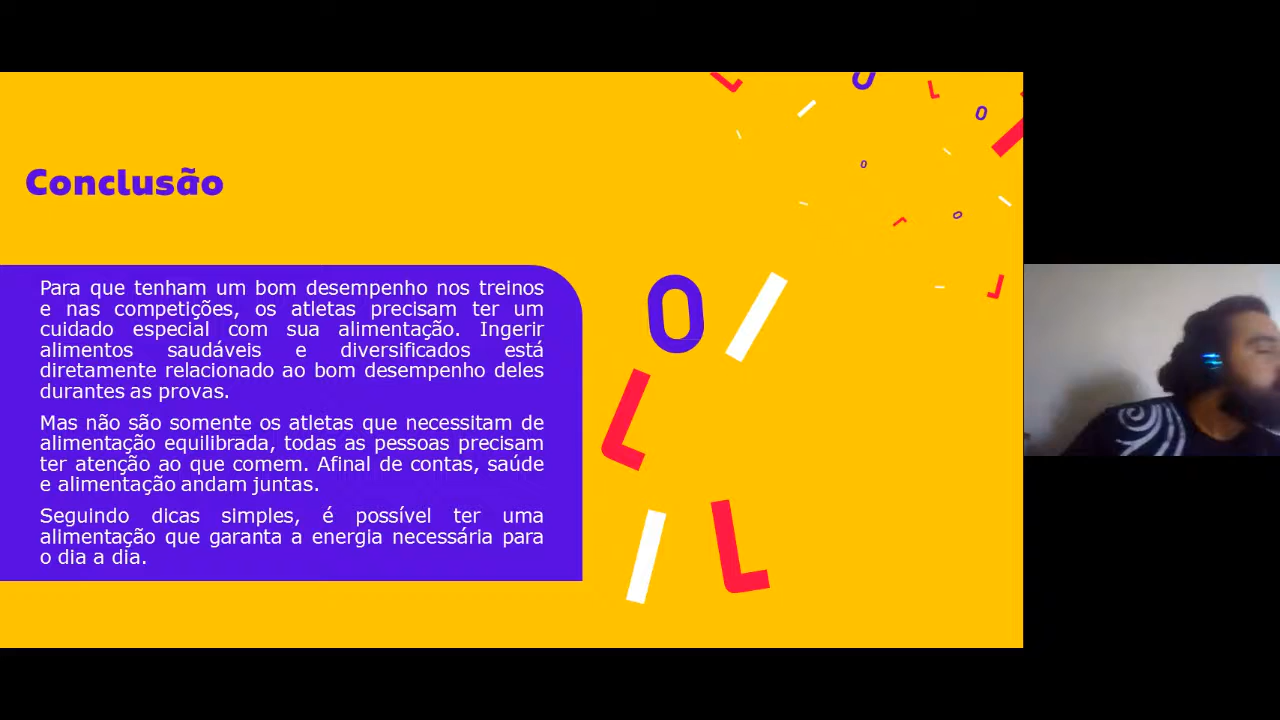 Conclusão
Para que tenham um bom desempenho nos treinos
e nas competições, os atletas precisam ter um
cuidado especial com sua alimentação. Ingerir
alimentos saudáveis e diversificados está
diretamente relacionado ao bom desempenho deles
durantes as provas.
Mas não são somente os atletas que necessitam de
alimentação equilibrada, todas as pessoas precisam
ter atenção ao que comem. Afinal de contas, saúde
e alimentação andam juntas.
Seguindo dicas simples, é possível ter uma
alimentação que garanta a energia necessária para
o dia a dia.